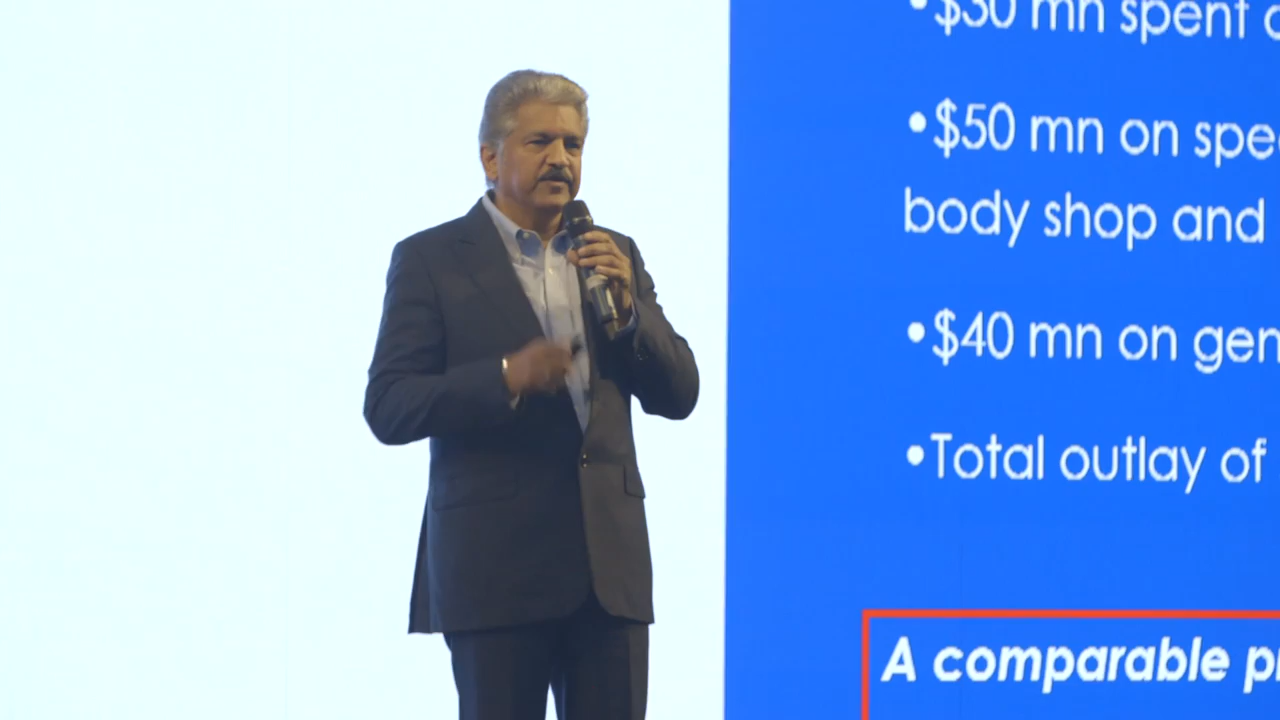 •$30 mn spent
•$50 mn on
body shop and
•$40 mn on
•Total outlay of
A comparable